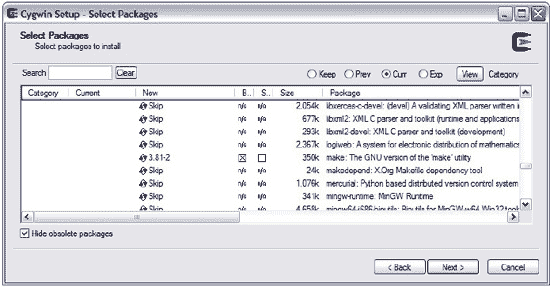 Cygwin Setup - Select Packages
Select Packages
Select packages to install
Search Clear Keep Prev Curr Exp View Category
Category Current New B.. S.. Size Package
Skip n/a n/a 2,054k libxerces-c-devel: (devel) A validating XML parser written i
Skip n/a n/a 677k libxml2: XML C parser and toolkit (runtime and applications
Skip n/a n/a 293k libxml2-devel: XML C parser and toolkit (development)
Skip n/a n/a 2,367k logiweb: A system for electronic distribution of mathematics
3.81-2 350k make: The GNU version of the 'make' utility
Skip n/a n/a 24k makedepend: X.Org Makefile dependency tool
Skip n/a n/a 1,076k mercurial: Python based distributed version control system
Skip n/a n/a 341k mingw-runtime: MinGW Runtime
Skip n/a n/a 4,658k mingw64-i686-binutils: Binutils for MinGW-w64 Win32 tool
Hide obsolete packages
< Back Next > Cancel